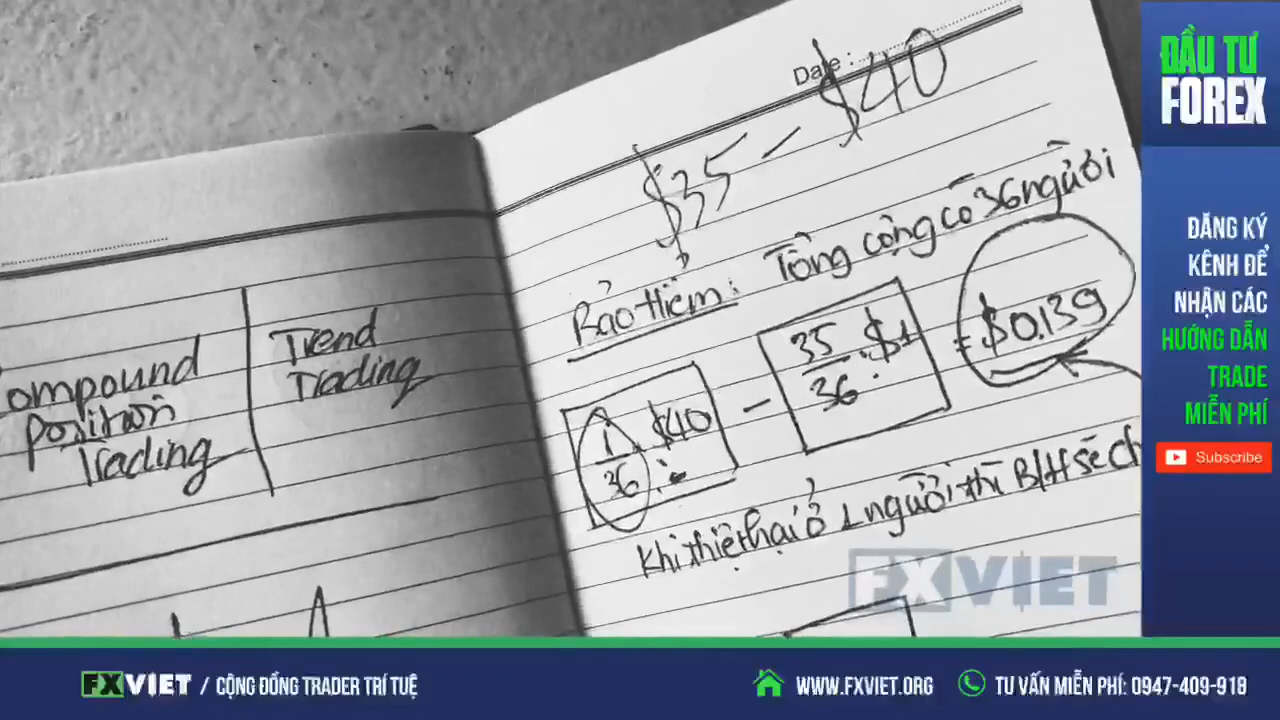 Date :
$35 - $40
Bảo Hiểm : Tổng cộng có 36 người
1/36 . $40 - 35/36 . $1 = $0.139
Khi thiệt hại ở 1 người thì B/H sẽ ch
Compound
Position
Trading
Trend
Trading
FXVIET
ĐẦU TƯ
FOREX
ĐĂNG KÝ
KÊNH ĐỂ
NHẬN CÁC
HƯỚNG DẪN
TRADE
MIỄN PHÍ
Subscribe
FXVIET / CỘNG ĐỒNG TRADER TRÍ TUỆ
WWW.FXVIET.ORG
TƯ VẤN MIỄN PHÍ: 0947-409-918